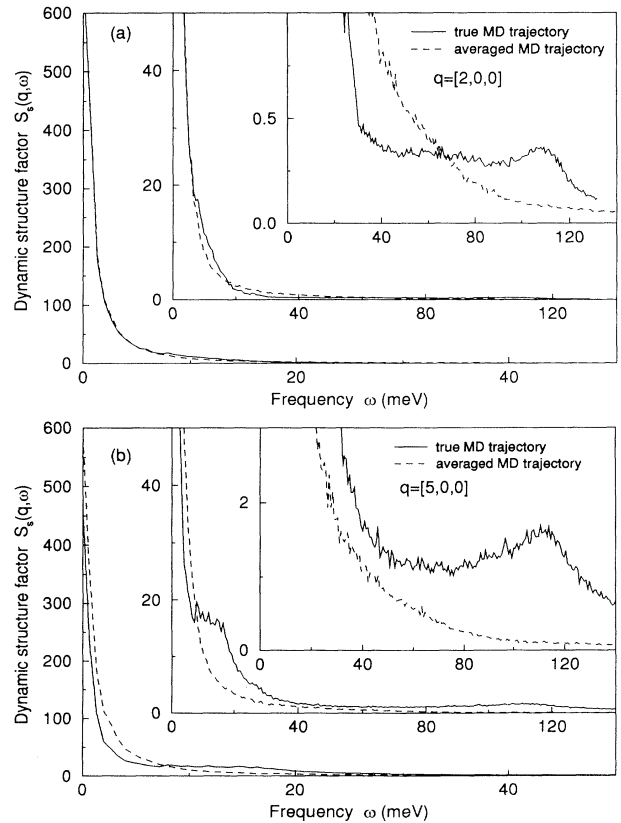 (a)
true MD trajectory
averaged MD trajectory
q=[2,0,0]
Dynamic structure factor Sₛ(q,ω)
600
500
400
300
200
100
0
40
20
0
0.5
0.0
0 40 80 120
0 40 80 120
0 20 40
Frequency ω (meV)
(b)
true MD trajectory
averaged MD trajectory
q=[5,0,0]
Dynamic structure factor Sₛ(q,ω)
600
500
400
300
200
100
0
40
20
0
2
0
0 40 80 120
0 40 80 120
0 20 40
Frequency ω (meV)